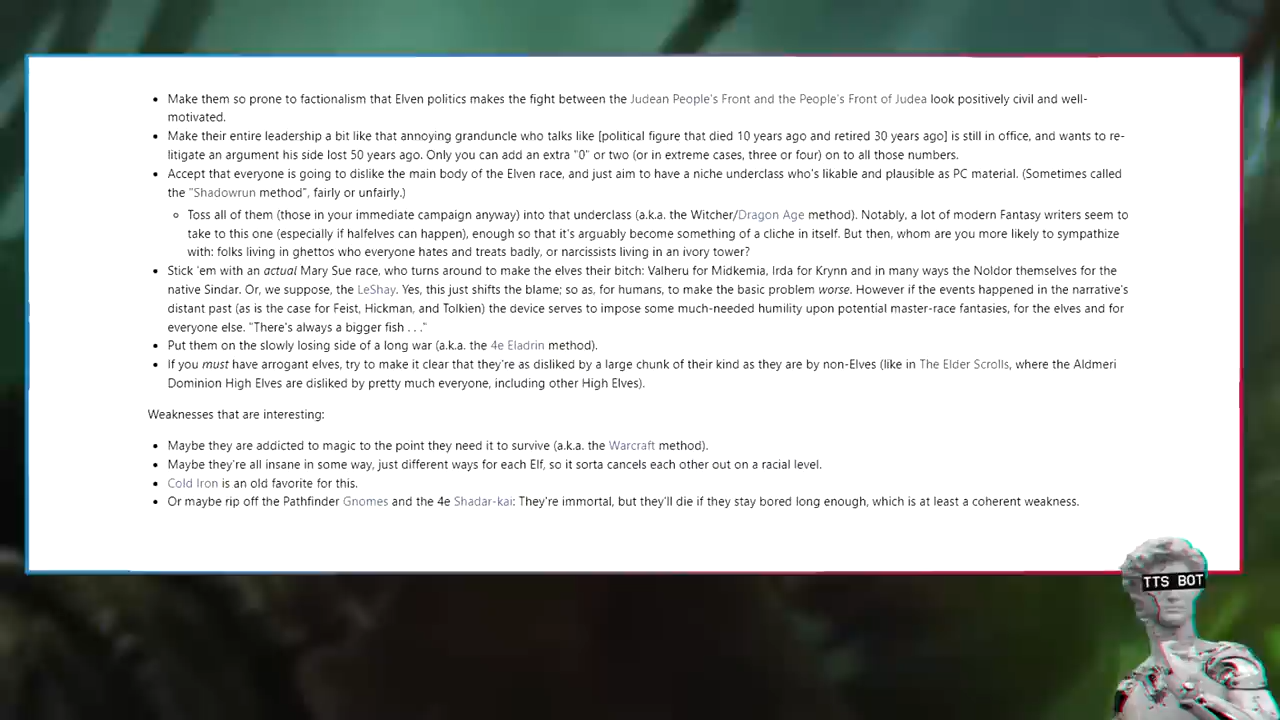 • Make them so prone to factionalism that Elven politics makes the fight between the Judean People's Front and the People's Front of Judea look positively civil and well-
motivated.
• Make their entire leadership a bit like that annoying granduncle who talks like [political figure that died 10 years ago and retired 30 years ago] is still in office, and wants to re-
litigate an argument his side lost 50 years ago. Only you can add an extra "0" or two (or in extreme cases, three or four) on to all those numbers.
• Accept that everyone is going to dislike the main body of the Elven race, and just aim to have a niche underclass who's likable and plausible as PC material. (Sometimes called
the "Shadowrun method", fairly or unfairly.)
◦ Toss all of them (those in your immediate campaign anyway) into that underclass (a.k.a. the Witcher/Dragon Age method). Notably, a lot of modern Fantasy writers seem to
take to this one (especially if halfelves can happen), enough so that it's arguably become something of a cliche in itself. But then, whom are you more likely to sympathize
with: folks living in ghettos who everyone hates and treats badly, or narcissists living in an ivory tower?
• Stick 'em with an actual Mary Sue race, who turns around to make the elves their bitch: Valheru for Midkemia, Irda for Krynn and in many ways the Noldor themselves for the
native Sindar. Or, we suppose, the LeShay. Yes, this just shifts the blame; so as, for humans, to make the basic problem worse. However if the events happened in the narrative's
distant past (as is the case for Feist, Hickman, and Tolkien) the device serves to impose some much-needed humility upon potential master-race fantasies, for the elves and for
everyone else. "There's always a bigger fish . . ."
• Put them on the slowly losing side of a long war (a.k.a. the 4e Eladrin method).
• If you must have arrogant elves, try to make it clear that they're as disliked by a large chunk of their kind as they are by non-Elves (like in The Elder Scrolls, where the Aldmeri
Dominion High Elves are disliked by pretty much everyone, including other High Elves).
Weaknesses that are interesting:
• Maybe they are addicted to magic to the point they need it to survive (a.k.a. the Warcraft method).
• Maybe they're all insane in some way, just different ways for each Elf, so it sorta cancels each other out on a racial level.
• Cold Iron is an old favorite for this.
• Or maybe rip off the Pathfinder Gnomes and the 4e Shadar-kai: They're immortal, but they'll die if they stay bored long enough, which is at least a coherent weakness.
TTS BOT